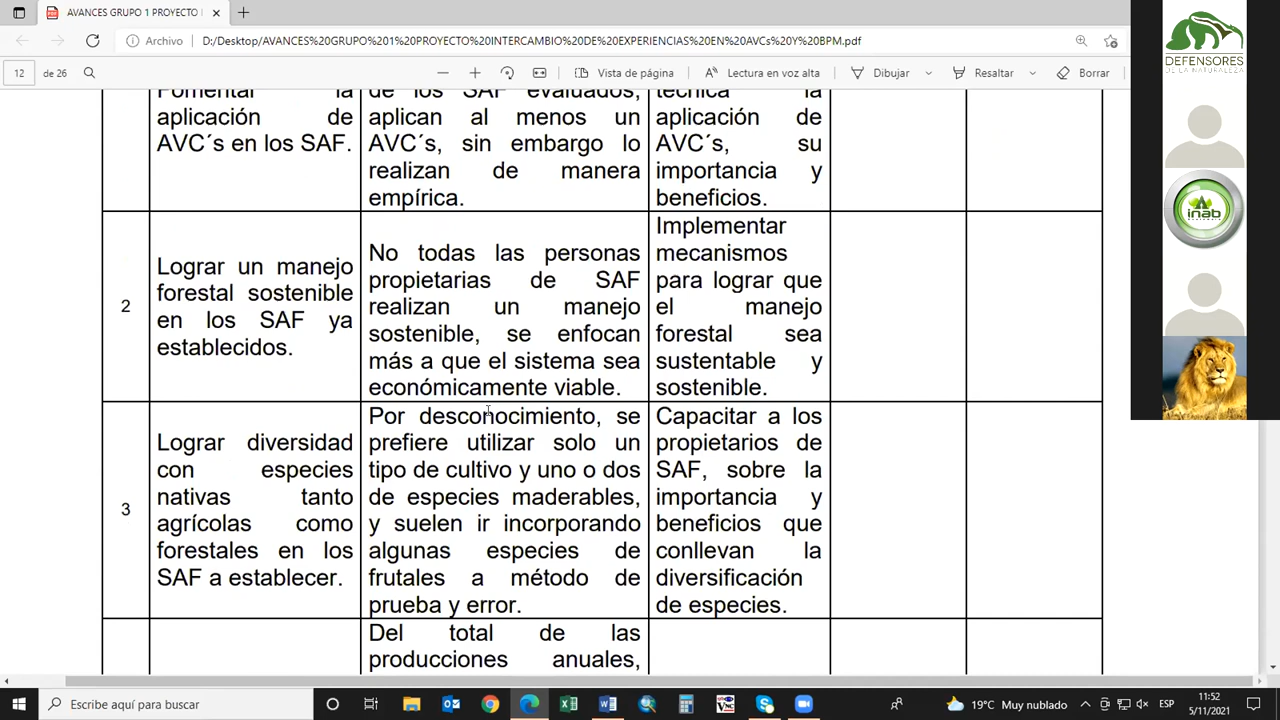 AVANCES GRUPO 1 PROYECTO
Archivo
D:/Desktop/AVANCES%20GRUPO%201%20PROYECTO%20INTERCAMBIO%20DE%20EXPERIENCIAS%20EN%20AVCs%20Y%20BPM.pdf
12
de 26
Vista de página
Lectura en voz alta
Dibujar
Resaltar
Borrar
Fomentar la
aplicación de
AVC´s en los SAF.
de los SAF evaluados,
aplican al menos un
AVC´s, sin embargo lo
realizan de manera
empírica.
técnica la
aplicación de
AVC´s, su
importancia y
beneficios.
2
Lograr un manejo
forestal sostenible
en los SAF ya
establecidos.
No todas las personas
propietarias de SAF
realizan un manejo
sostenible, se enfocan
más a que el sistema sea
económicamente viable.
Implementar
mecanismos
para lograr que
el manejo
forestal sea
sustentable y
sostenible.
3
Lograr diversidad
con especies
nativas tanto
agrícolas como
forestales en los
SAF a establecer.
Por desconocimiento, se
prefiere utilizar solo un
tipo de cultivo y uno o dos
de especies maderables,
y suelen ir incorporando
algunas especies de
frutales a método de
prueba y error.
Capacitar a los
propietarios de
SAF, sobre la
importancia y
beneficios que
conllevan la
diversificación
de especies.
Del total de las
producciones anuales,
DEFENSORES
DE LA NATURALEZA
inab
Escribe aquí para buscar
19°C Muy nublado
ESP
11:52
5/11/2021